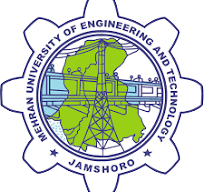 MEHRAN UNIVERSITY OF ENGINEERING AND TECHNOLOGY
JAMSHORO